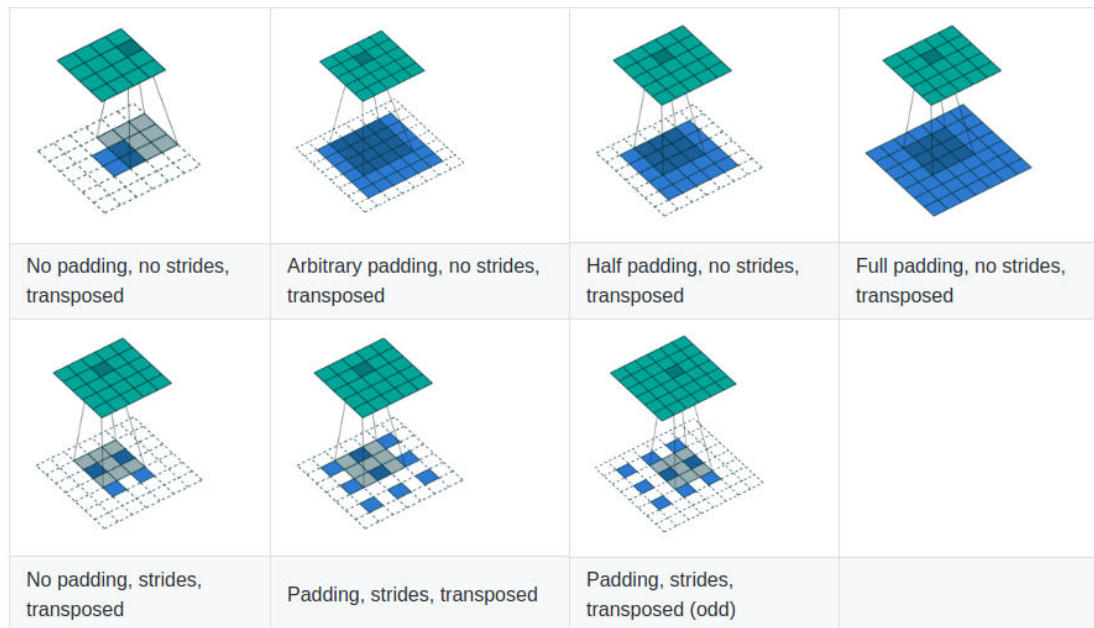 No padding, no strides,
transposed
Arbitrary padding, no strides,
transposed
Half padding, no strides,
transposed
Full padding, no strides,
transposed
No padding, strides,
transposed
Padding, strides, transposed
Padding, strides,
transposed (odd)